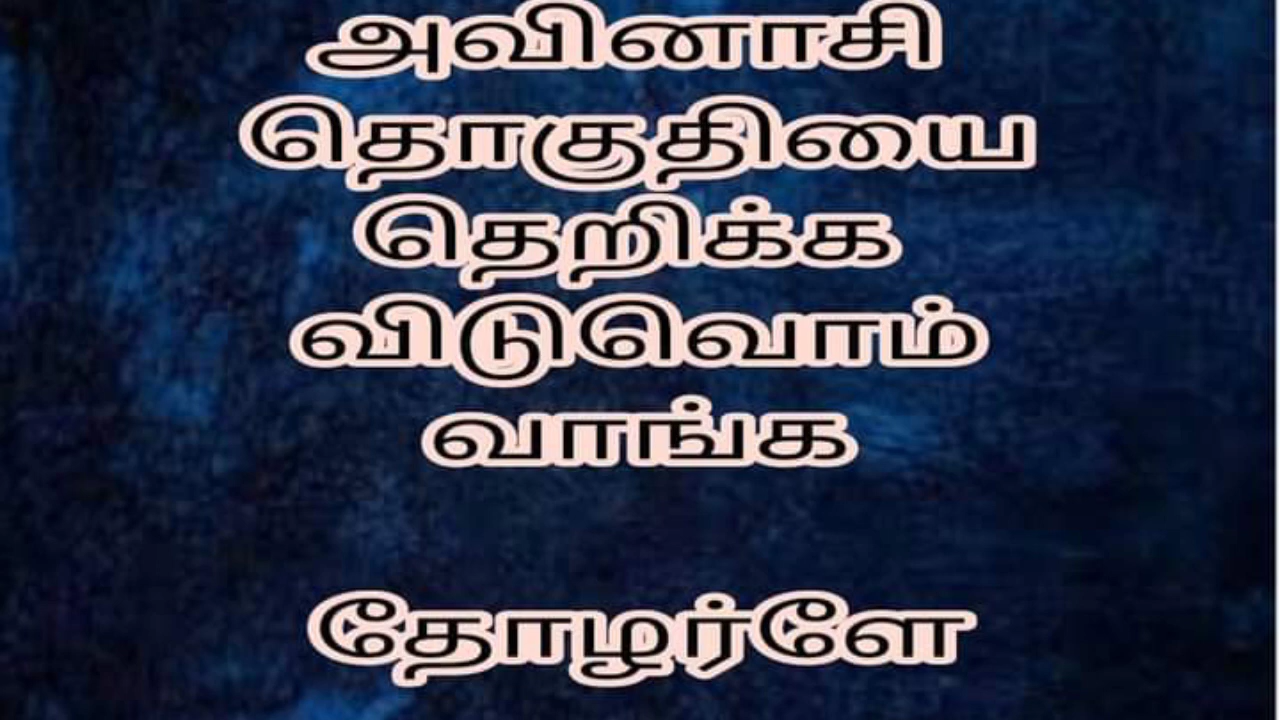 அவினாசி
தொகுதியை
தெறிக்க
விடுவொம்
வாங்க
தோழர்ளே